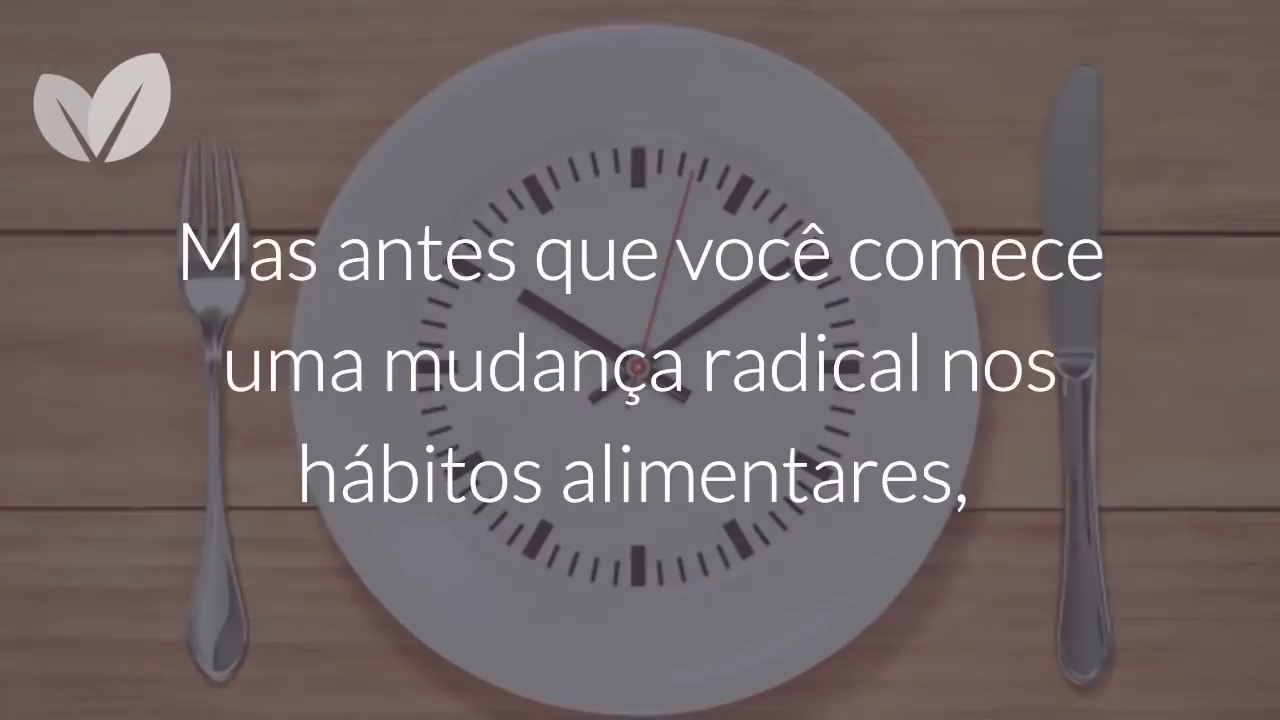 Mas antes que você comece
uma mudança radical nos
hábitos alimentares,